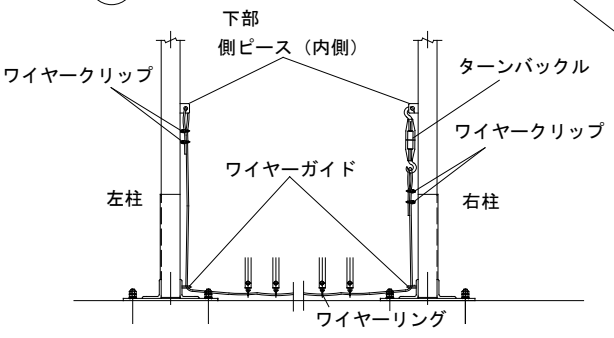 下部
側ピース（内側）
ワイヤークリップ
ターンバックル
ワイヤークリップ
ワイヤーガイド
左柱
右柱
ワイヤーリング